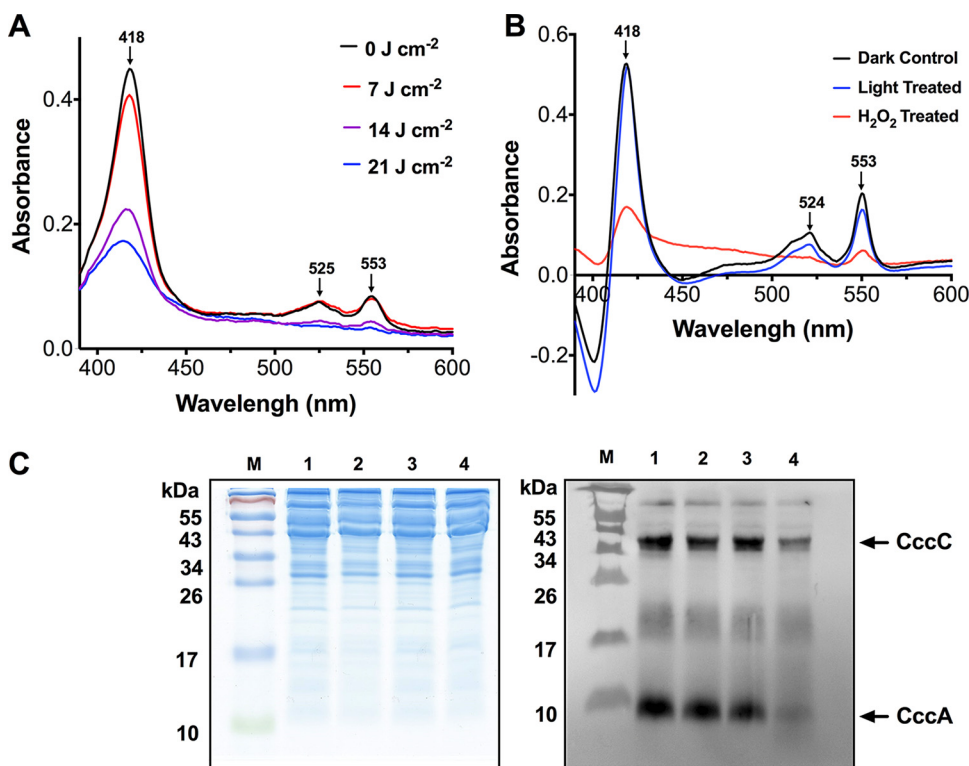 A
418
0 J cm-2
7 J cm-2
14 J cm-2
21 J cm-2
525
553
0.4
0.2
0.0
400
450
500
550
600
Absorbance
Wavelengh (nm)
B
418
Dark Control
Light Treated
H2O2 Treated
524
553
0.6
0.4
0.2
0.0
-0.2
400
450
500
550
600
Absorbance
Wavelengh (nm)
C
M 1 2 3 4
kDa
55
43
34
26
17
10
M 1 2 3 4
kDa
55
43
34
26
17
10
CccC
CccA